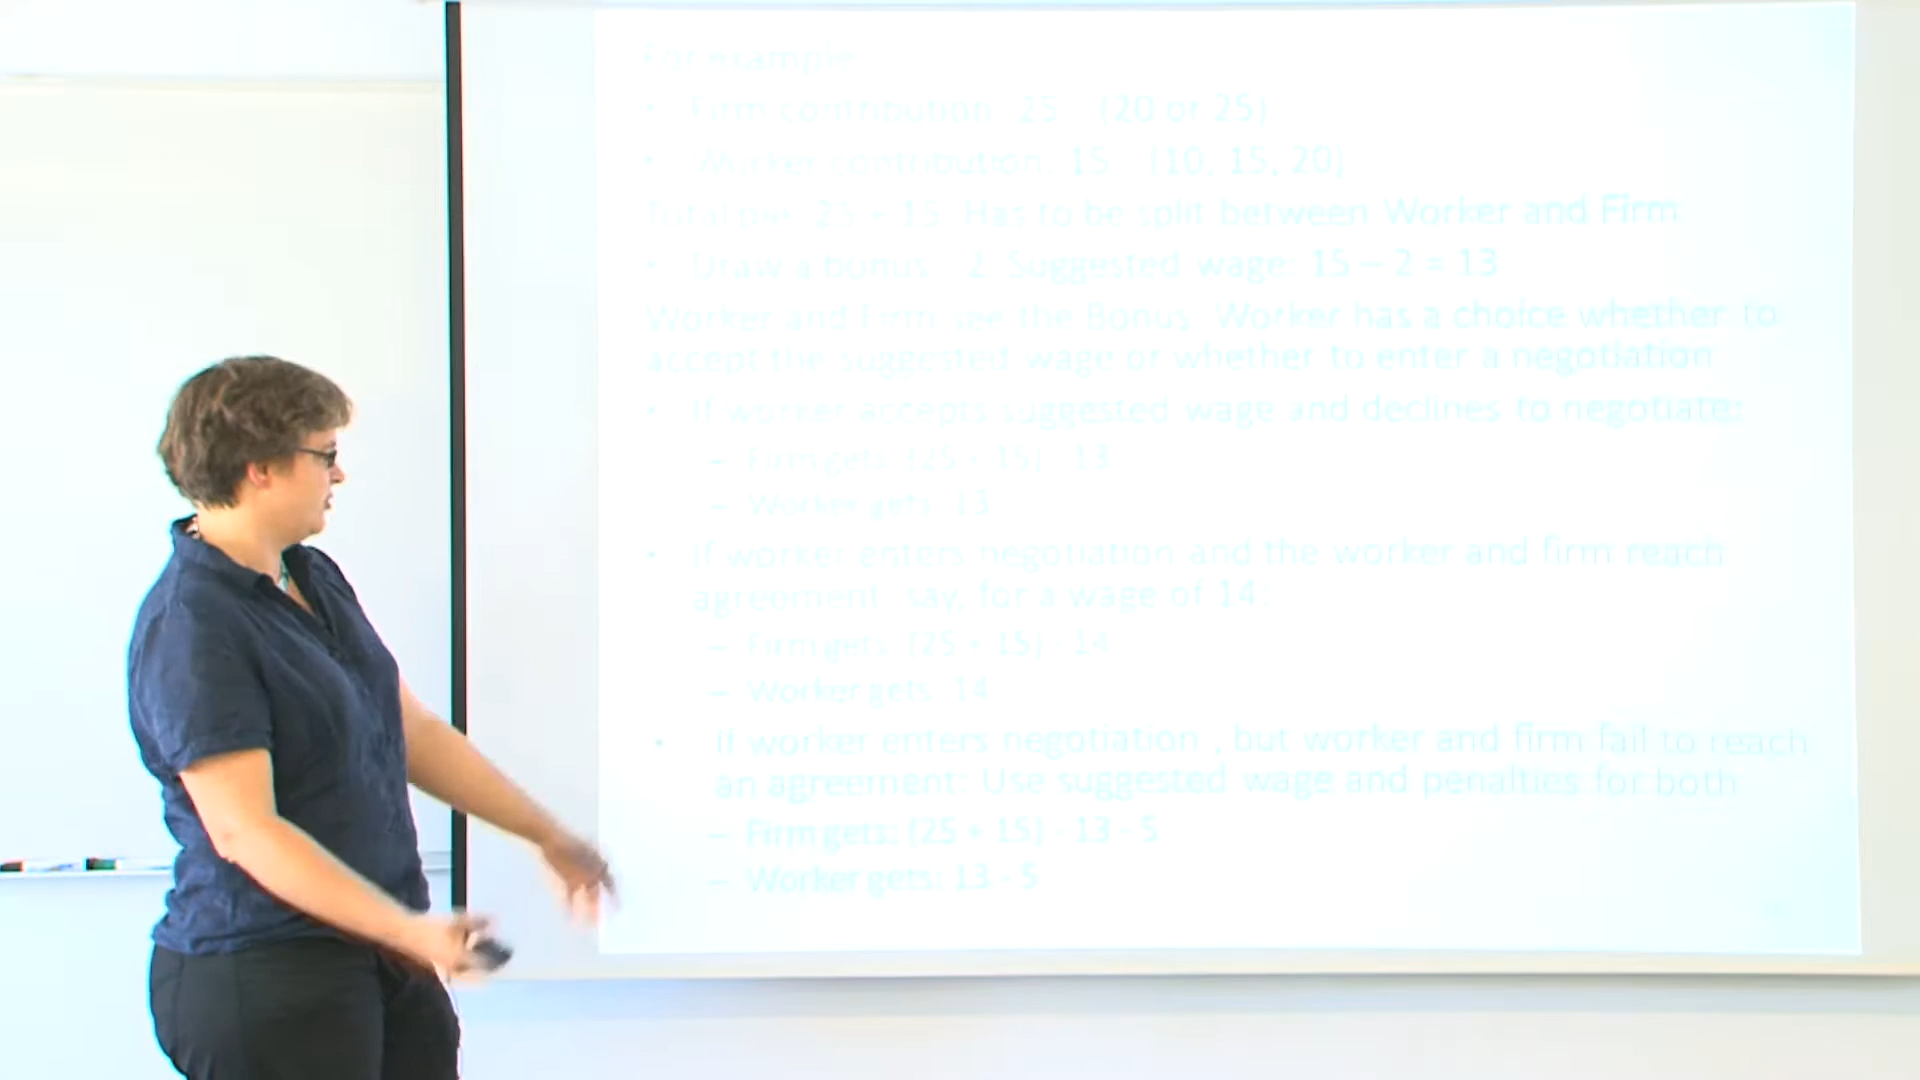 For example
• Firm contribution: 25 (20 or 25)
• Worker contribution: 15 (10, 15, 20)
Total pie: 25 + 15. Has to be split between Worker and Firm
• Draw a bonus: 2. Suggested wage: 15 – 2 = 13
Worker and Firm see the Bonus. Worker has a choice whether to
accept the suggested wage or whether to enter a negotiation
• If worker accepts suggested wage and declines to negotiate:
– Firm gets: (25 + 15) - 13
– Worker gets: 13
• If worker enters negotiation and the worker and firm reach
agreement, say, for a wage of 14:
– Firm gets: (25 + 15) - 14
– Worker gets: 14
• If worker enters negotiation , but worker and firm fail to reach
an agreement: Use suggested wage and penalties for both
– Firm gets: (25 + 15) - 13 - 5
– Worker gets: 13 - 5